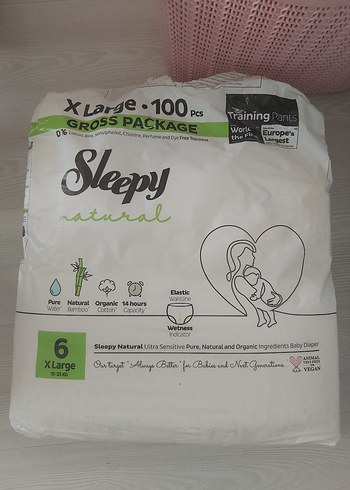 X Large • 100 Pcs
GROSS PACKAGE
Training Pants
Europe's
Largest
Sleepy
natural
Pure
Water
Natural
Bamboo
Organic
Cotton
14 hours
Capacity
Elastic
Waistline
Wetness
Indicator
6
X Large
Sleepy Natural Ultra Sensitive Pure, Natural and Organic Ingredients Baby Diaper
Our target "Always Better" for Babies and Next Generations
ANIMAL
VEGAN